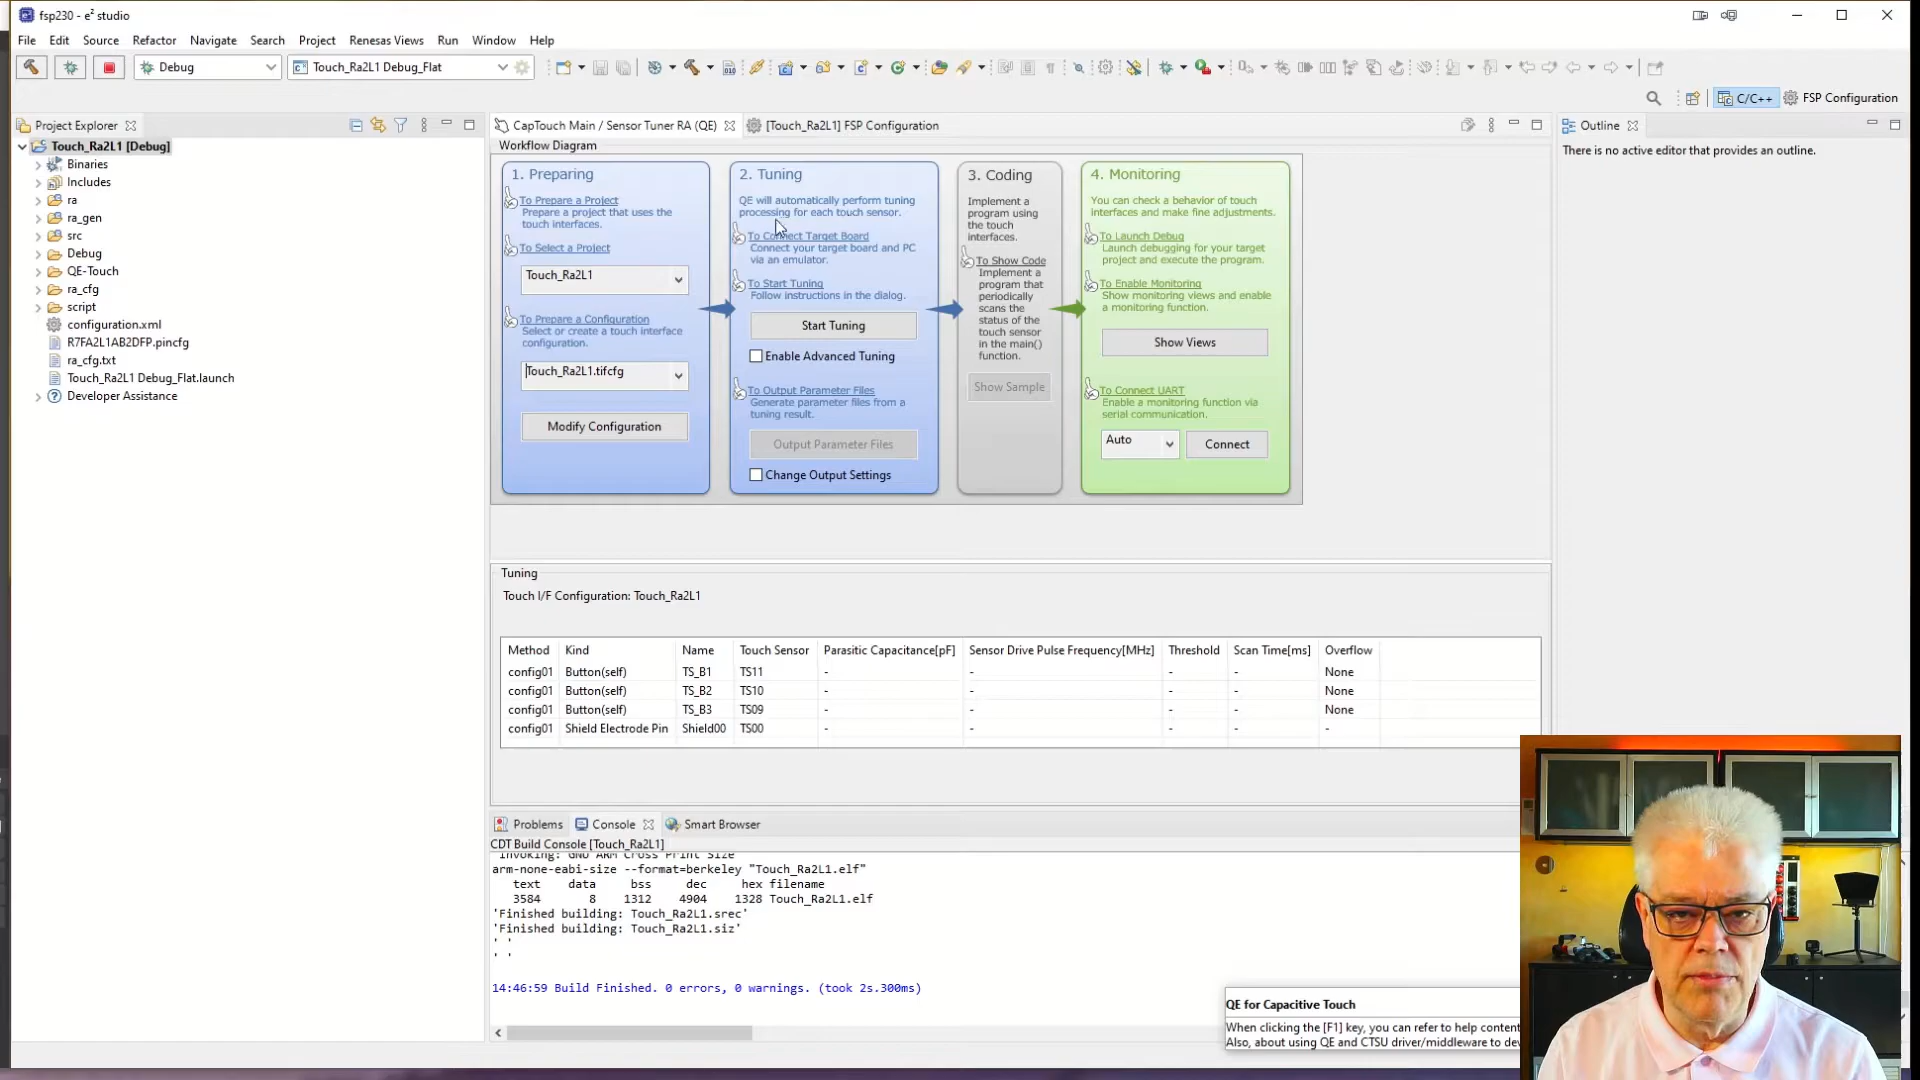 fsp230 - e² studio
File Edit Source Refactor Navigate Search Project Renesas Views Run Window Help
Debug
Touch_Ra2L1 Debug_Flat
C/C++
FSP Configuration
Project Explorer
Touch_Ra2L1 [Debug]
Binaries
Includes
ra
ra_gen
src
Debug
QE-Touch
ra_cfg
script
configuration.xml
R7FA2L1AB2DFP.pincfg
ra_cfg.txt
Touch_Ra2L1 Debug_Flat.launch
Developer Assistance
CapTouch Main / Sensor Tuner RA (QE)
[Touch_Ra2L1] FSP Configuration
Workflow Diagram
1. Preparing
To Prepare a Project
Prepare a project that uses the
touch interfaces.
To Select a Project
Touch_Ra2L1
To Prepare a Configuration
Select or create a touch interface
configuration.
Touch_Ra2L1.tifcfg
Modify Configuration
2. Tuning
QE will automatically perform tuning
processing for each touch sensor.
To Connect Target Board
Connect your target board and PC
via an emulator.
To Start Tuning
Follow instructions in the dialog.
Start Tuning
Enable Advanced Tuning
To Output Parameter Files
Generate parameter files from a
tuning result.
Output Parameter Files
Change Output Settings
3. Coding
Implement a
program using
the touch
interfaces.
To Show Code
Implement a
program that
periodically
scans the
status of the
touch sensor
in the main()
function.
Show Sample
4. Monitoring
You can check a behavior of touch
interfaces and make fine adjustments.
To Launch Debug
Launch debugging for your target
project and execute the program.
To Enable Monitoring
Show monitoring views and enable
a monitoring function.
Show Views
To Connect UART
Enable a monitoring function via
serial communication.
Auto
Connect
Outline
There is no active editor that provides an outline.
Tuning
Touch I/F Configuration: Touch_Ra2L1
Method Kind Name Touch Sensor Parasitic Capacitance[pF] Sensor Drive Pulse Frequency[MHz] Threshold Scan Time[ms] Overflow
config01 Button(self) TS_B1 TS11 - - - - None
config01 Button(self) TS_B2 TS10 - - - - None
config01 Button(self) TS_B3 TS09 - - - - None
config01 Shield Electrode Pin Shield00 TS00 - - - - -
Problems Console Smart Browser
CDT Build Console [Touch_Ra2L1]
'Invoking: GNU ARM Cross Print Size'
arm-none-eabi-size --format=berkeley "Touch_Ra2L1.elf"
text data bss dec hex filename
3584 8 1312 4904 1328 Touch_Ra2L1.elf
'Finished building: Touch_Ra2L1.srec'
'Finished building: Touch_Ra2L1.siz'
' '
' '
14:46:59 Build Finished. 0 errors, 0 warnings. (took 2s.300ms)
QE for Capacitive Touch
When clicking the [F1] key, you can refer to help content
Also, about using QE and CTSU driver/middleware to de